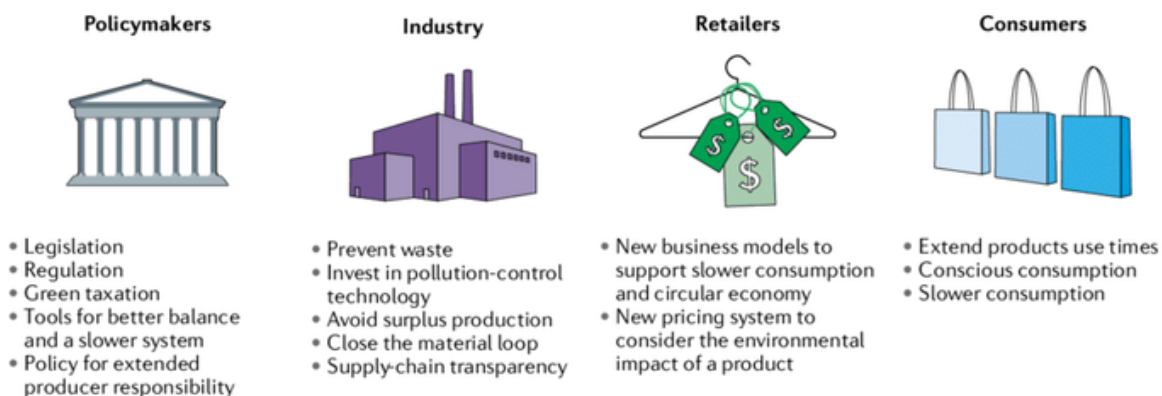 Policymakers
Industry
Retailers
Consumers
$
$
$
• Legislation
• Regulation
• Green taxation
• Tools for better balance
and a slower system
• Policy for extended
producer responsibility
• Prevent waste
• Invest in pollution-control
technology
• Avoid surplus production
• Close the material loop
• Supply-chain transparency
• New business models to
support slower consumption
and circular economy
• New pricing system to
consider the environmental
impact of a product
• Extend products use times
• Conscious consumption
• Slower consumption